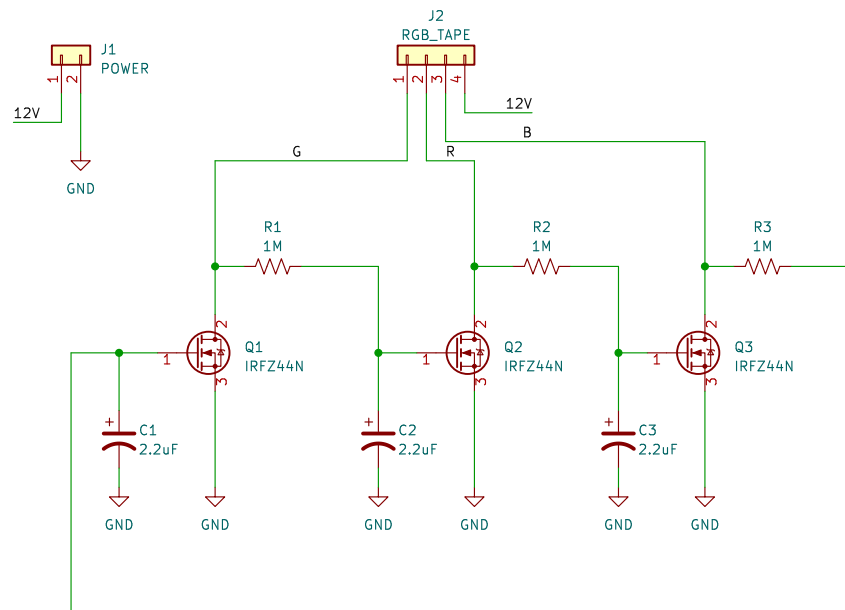 J2
RGB_TAPE
J1
POWER
1
2
1
2
3
4
12V
12V
B
G
R
GND
R1
1M
R2
1M
R3
1M
2
2
2
1
Q1
IRFZ44N
1
Q2
IRFZ44N
1
Q3
IRFZ44N
3
3
3
+
C1
2.2uF
+
C2
2.2uF
+
C3
2.2uF
GND
GND
GND
GND
GND
GND